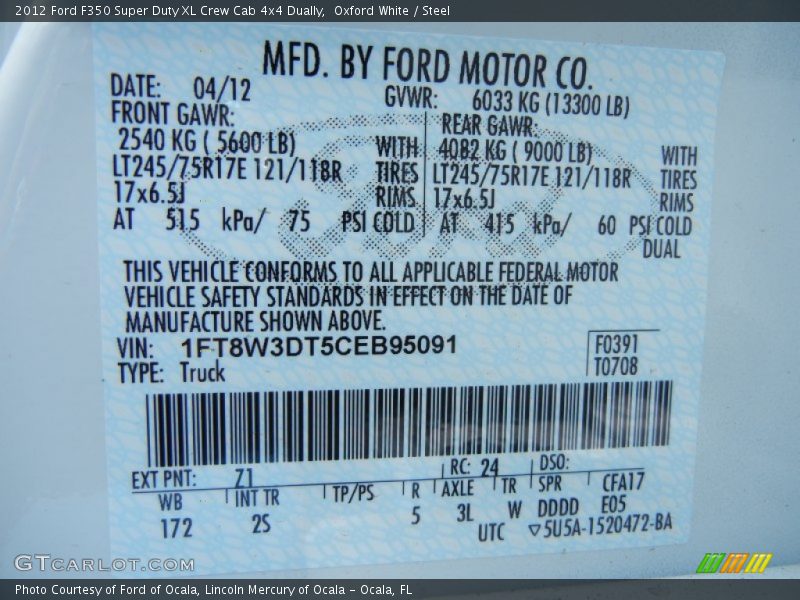 2012 Ford F350 Super Duty XL Crew Cab 4x4 Dually,  Oxford White / Steel
MFD. BY FORD MOTOR CO.
DATE: 04/12
GVWR: 6033 KG (13300 LB)
FRONT GAWR:
REAR GAWR:
2540 KG ( 5600 LB) WITH
4082 KG ( 9000 LB) WITH
LT245/75R17E 121/118R TIRES
LT245/75R17E 121/118R TIRES
17x6.5J RIMS
17x6.5J RIMS
AT 515 kPa/ 75 PSI COLD
AT 415 kPa/ 60 PSI COLD
DUAL
THIS VEHICLE CONFORMS TO ALL APPLICABLE FEDERAL MOTOR
VEHICLE SAFETY STANDARDS IN EFFECT ON THE DATE OF
MANUFACTURE SHOWN ABOVE.
VIN: 1FT8W3DT5CEB95091
F0391
TYPE: Truck
T0708
EXT PNT: Z1 RC: 24 DSO:
WB INT TR TP/PS R AXLE TR SPR CFA17
172 2S 5 3L W DDDD E05
UTC ▽5U5A-1520472-BA
GTCARLOT.COM
Photo Courtesy of Ford of Ocala, Lincoln Mercury of Ocala – Ocala, FL